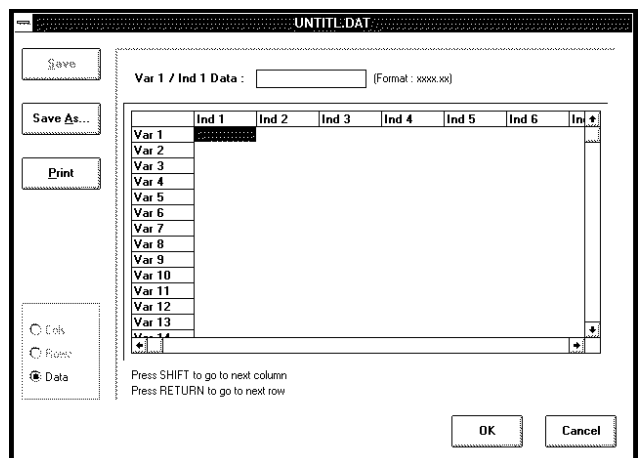 UNTITL.DAT
Save
Save As...
Print
Var 1 / Ind 1 Data :
(Format : xxxx.xx)
Ind 1 Ind 2 Ind 3 Ind 4 Ind 5 Ind 6 In
Var 1
Var 2
Var 3
Var 4
Var 5
Var 6
Var 7
Var 8
Var 9
Var 10
Var 11
Var 12
Var 13
Var 14
Cols
Rows
Data
Press SHIFT to go to next column
Press RETURN to go to next row
OK
Cancel